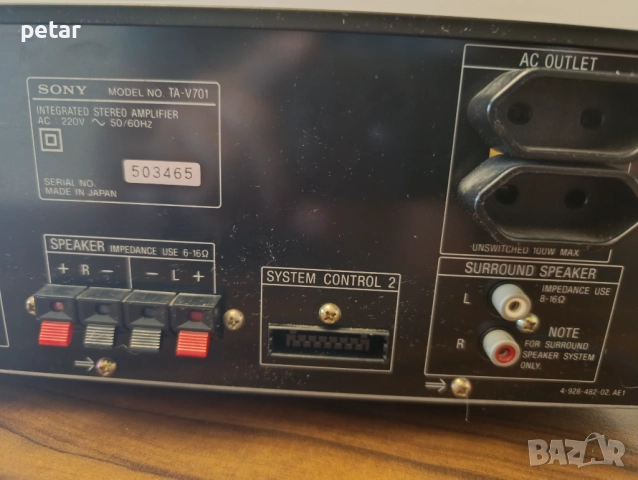 petar
SONY MODEL NO. TA-V701
INTEGRATED STEREO AMPLIFIER
AC : 220V ~ 50/60HZ
SERIAL NO. 503465
MADE IN JAPAN
AC OUTLET
UNSWITCHED 100W MAX
SPEAKER IMPEDANCE USE 6-16Ω
+ R - - L +
SYSTEM CONTROL 2
SURROUND SPEAKER
L IMPEDANCE USE
8-16Ω
NOTE
R FOR SURROUND
SPEAKER SYSTEM
ONLY.
4-926-482-02. AE1
BAZAR